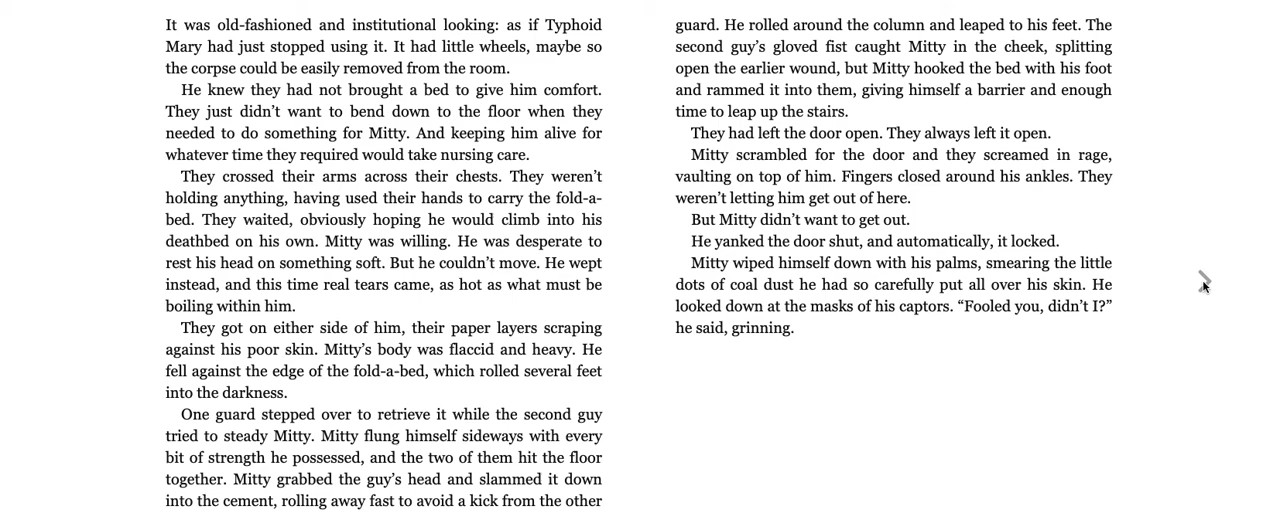 It was old-fashioned and institutional looking: as if Typhoid
Mary had just stopped using it. It had little wheels, maybe so
the corpse could be easily removed from the room.
He knew they had not brought a bed to give him comfort.
They just didn’t want to bend down to the floor when they
needed to do something for Mitty. And keeping him alive for
whatever time they required would take nursing care.
They crossed their arms across their chests. They weren’t
holding anything, having used their hands to carry the fold-a-
bed. They waited, obviously hoping he would climb into his
deathbed on his own. Mitty was willing. He was desperate to
rest his head on something soft. But he couldn’t move. He wept
instead, and this time real tears came, as hot as what must be
boiling within him.
They got on either side of him, their paper layers scraping
against his poor skin. Mitty’s body was flaccid and heavy. He
fell against the edge of the fold-a-bed, which rolled several feet
into the darkness.
One guard stepped over to retrieve it while the second guy
tried to steady Mitty. Mitty flung himself sideways with every
bit of strength he possessed, and the two of them hit the floor
together. Mitty grabbed the guy’s head and slammed it down
into the cement, rolling away fast to avoid a kick from the other
guard. He rolled around the column and leaped to his feet. The
second guy’s gloved fist caught Mitty in the cheek, splitting
open the earlier wound, but Mitty hooked the bed with his foot
and rammed it into them, giving himself a barrier and enough
time to leap up the stairs.
They had left the door open. They always left it open.
Mitty scrambled for the door and they screamed in rage,
vaulting on top of him. Fingers closed around his ankles. They
weren’t letting him get out of here.
But Mitty didn’t want to get out.
He yanked the door shut, and automatically, it locked.
Mitty wiped himself down with his palms, smearing the little
dots of coal dust he had so carefully put all over his skin. He
looked down at the masks of his captors. “Fooled you, didn’t I?”
he said, grinning.